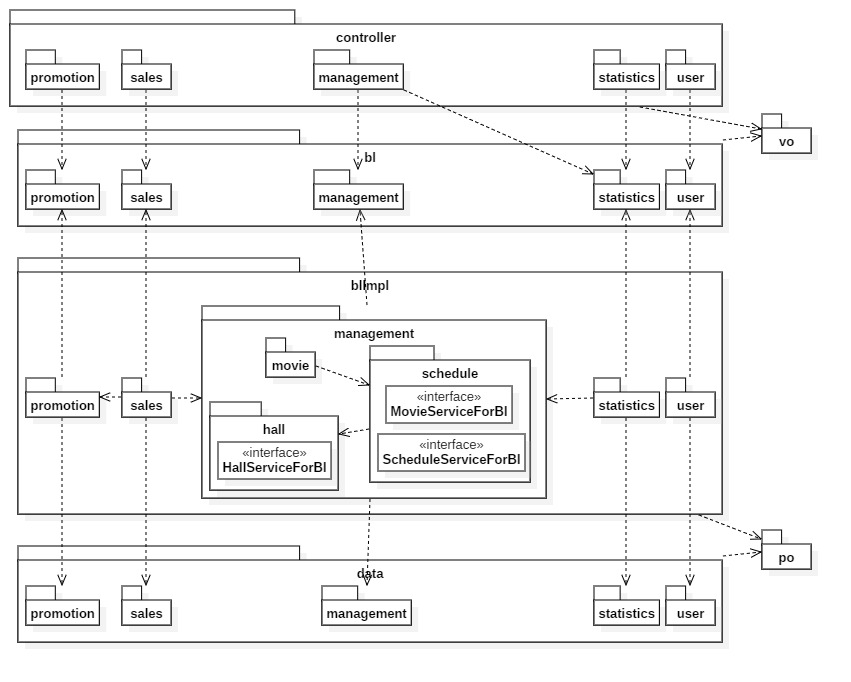 controller
promotion
sales
management
statistics
user
vo
bl
promotion
sales
management
statistics
user
blImpl
management
movie
schedule
«interface»
MovieServiceForBl
promotion
sales
statistics
user
hall
«interface»
HallServiceForBl
«interface»
ScheduleServiceForBl
po
data
promotion
sales
management
statistics
user